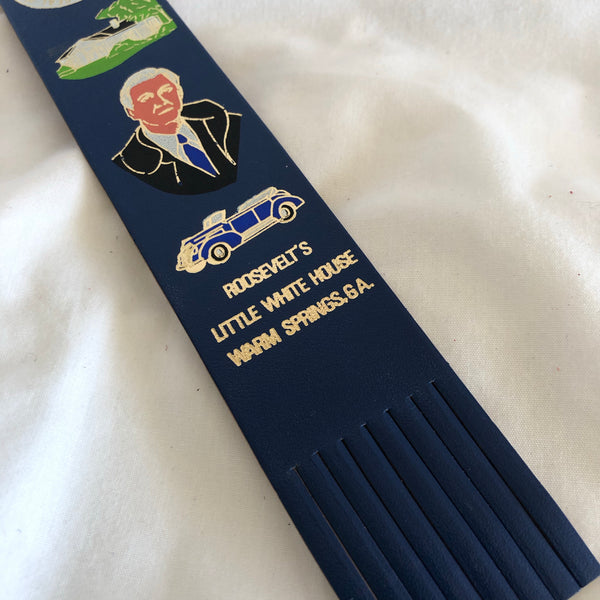 ROOSEVELT'S
LITTLE WHITE HOUSE
WARM SPRINGS, GA.